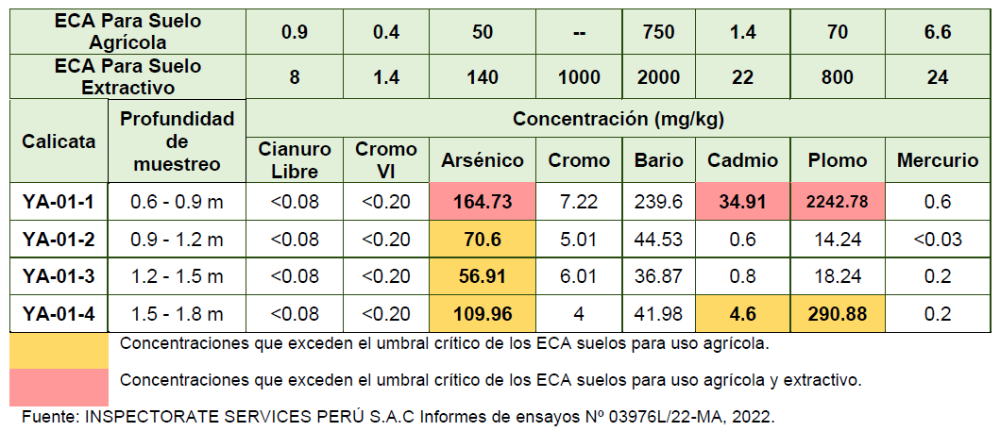 ECA Para Suelo Agrícola 0.9 0.4 50 -- 750 1.4 70 6.6
ECA Para Suelo Extractivo 8 1.4 140 1000 2000 22 800 24
Calicata Profundidad de muestreo Concentración (mg/kg)
Cianuro Libre Cromo VI Arsénico Cromo Bario Cadmio Plomo Mercurio
YA-01-1 0.6 - 0.9 m <0.08 <0.20 164.73 7.22 239.6 34.91 2242.78 0.6
YA-01-2 0.9 - 1.2 m <0.08 <0.20 70.6 5.01 44.53 0.6 14.24 <0.03
YA-01-3 1.2 - 1.5 m <0.08 <0.20 56.91 6.01 36.87 0.8 18.24 0.2
YA-01-4 1.5 - 1.8 m <0.08 <0.20 109.96 4 41.98 4.6 290.88 0.2
Concentraciones que exceden el umbral crítico de los ECA suelos para uso agrícola.
Concentraciones que exceden el umbral crítico de los ECA suelos para uso agrícola y extractivo.
Fuente: INSPECTORATE SERVICES PERÚ S.A.C Informes de ensayos Nº 03976L/22-MA, 2022.